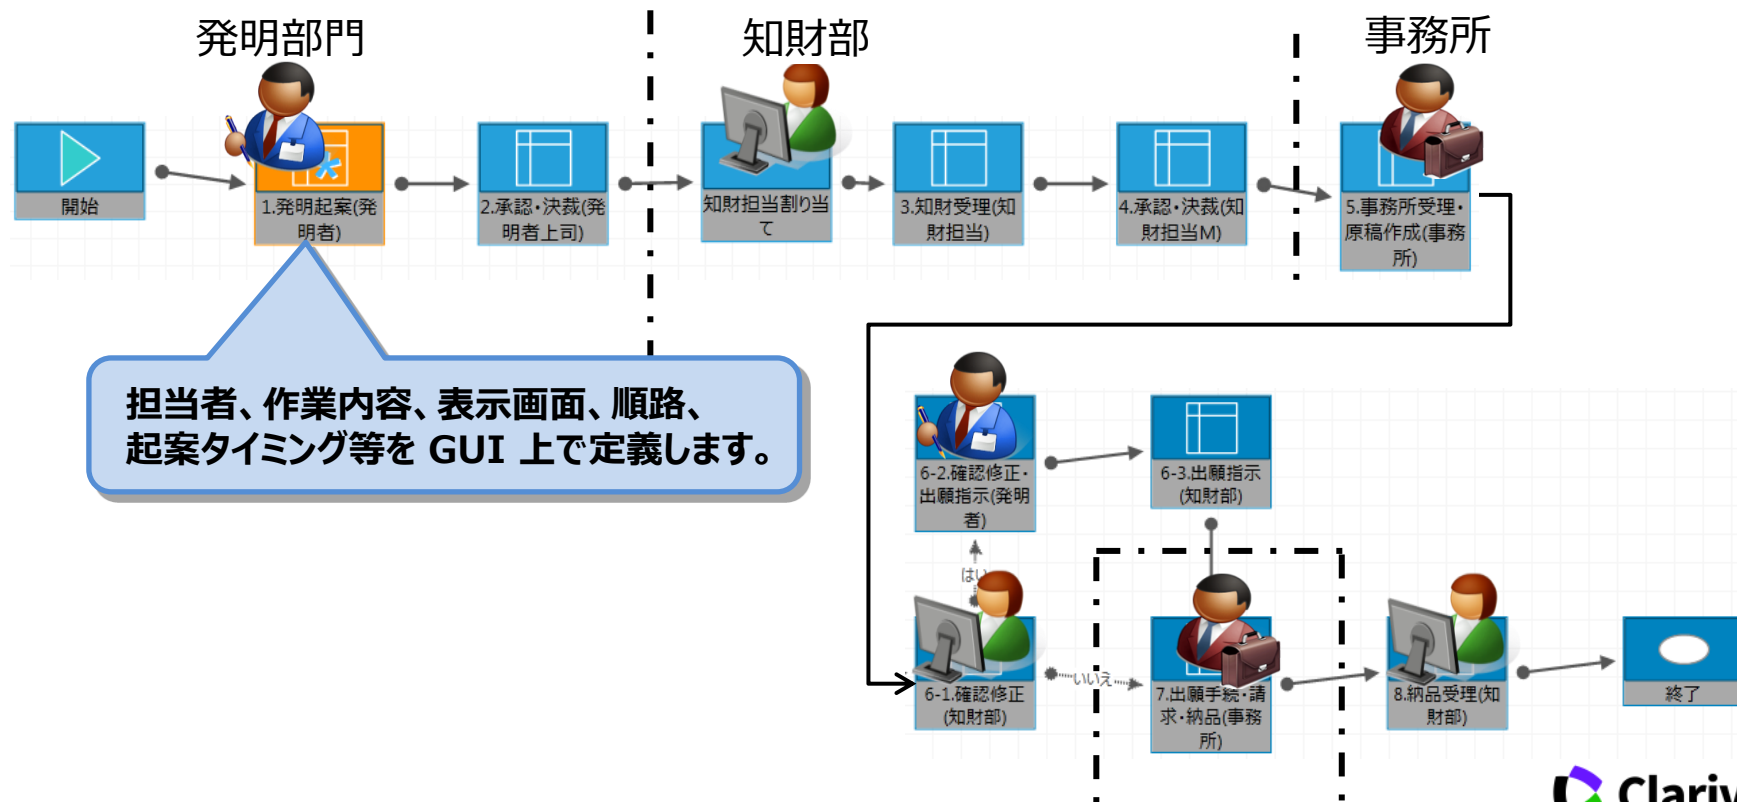 発明部門
知財部
事務所
開始
1.発明起案(発
明者)
2.承認・決裁(発
明者上司)
知財担当割り当
て
3.知財受理(知
財担当)
4.承認・決裁(知
財担当M)
5.事務所受理・
原稿作成(事務
所)
担当者、作業内容、表示画面、順路、
起案タイミング等を GUI 上で定義します。
6-2.確認修正・
出願指示(発明
者)
6-3.出願指示
(知財部)
はい
6-1.確認修正
(知財部)
いいえ
7.出願手続・請
求・納品(事務
所)
8.納品受理(知
財部)
終了
Clariv